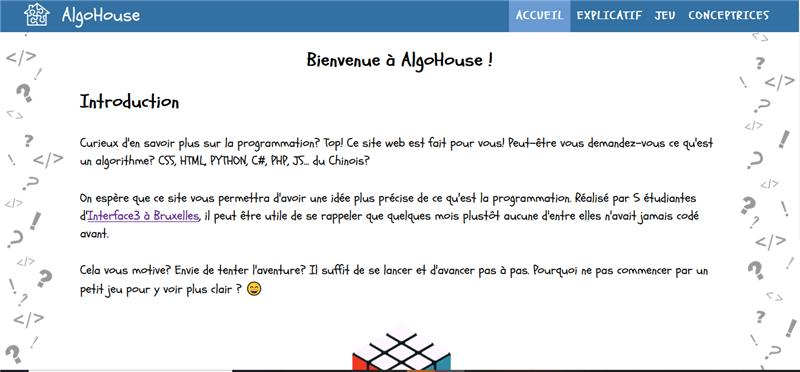 AlgoHouse
ACCUEIL EXPLICATIF JEU CONCEPTRICES
Bienvenue à AlgoHouse !
Introduction
Curieux d'en savoir plus sur la programmation? Top! Ce site web est fait pour vous! Peut-être vous demandez-vous ce qu'est
un algorithme? CSS, HTML, PYTHON, C#, PHP, JS... du Chinois?
On espère que ce site vous permettra d'avoir une idée plus précise de ce qu'est la programmation. Réalisé par 5 étudiantes
d'Interface3 à Bruxelles, il peut être utile de se rappeler que quelques mois plustôt aucune d'entre elles n'avait jamais codé
avant.
Cela vous motive? Envie de tenter l'aventure? Il suffit de se lancer et d'avancer pas à pas. Pourquoi ne pas commencer par un
petit jeu pour y voir plus clair ? 😄